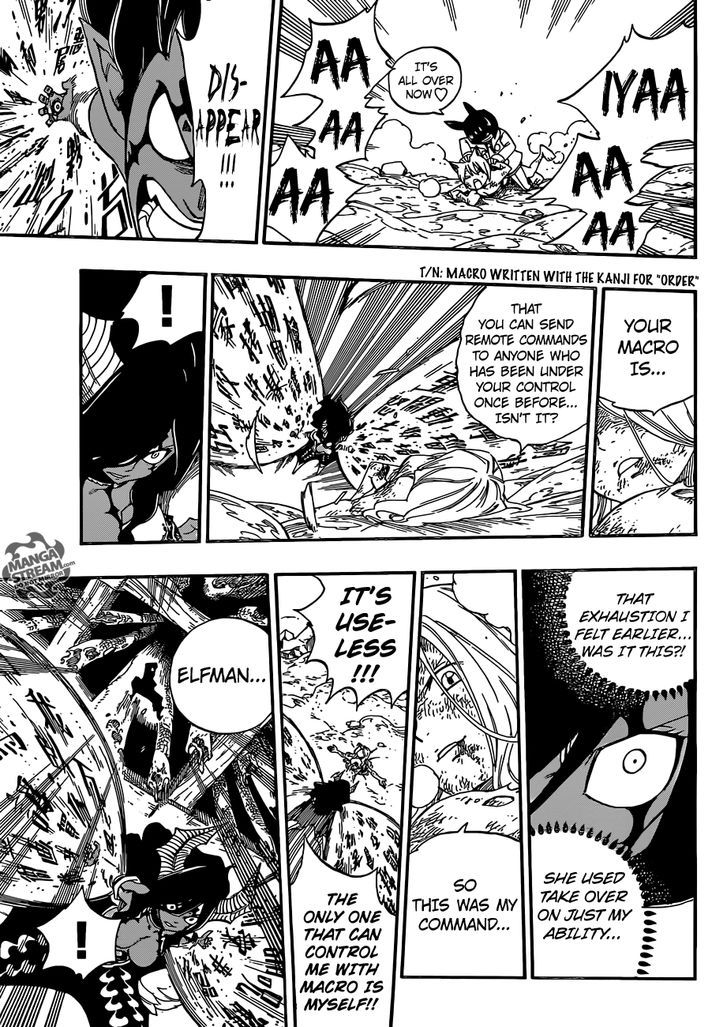 IYAA
A
A
IT'S
ALL OVER
NOW♡
AA
AA
AA
DIS-
APPEAR
!!!
T/N: MACRO WRITTEN WITH THE KANJI FOR "ORDER"
YOUR
MACRO
IS...
THAT
YOU CAN SEND
REMOTE COMMANDS
TO ANYONE WHO
HAS BEEN UNDER
YOUR CONTROL
ONCE BEFORE...
ISN'T IT?
!
MANGA
STREAM.com
THAT
EXHAUSTION I
FELT EARLIER...
WAS IT THIS?!
SHE USED
TAKE OVER
ON JUST MY
ABILITY...
SO
THIS WAS MY
COMMAND...
IT'S
USE-
LESS
!!!
THE
ONLY ONE
THAT CAN
CONTROL
ME WITH
MACRO IS
MYSELF!!
ELFMAN...
!